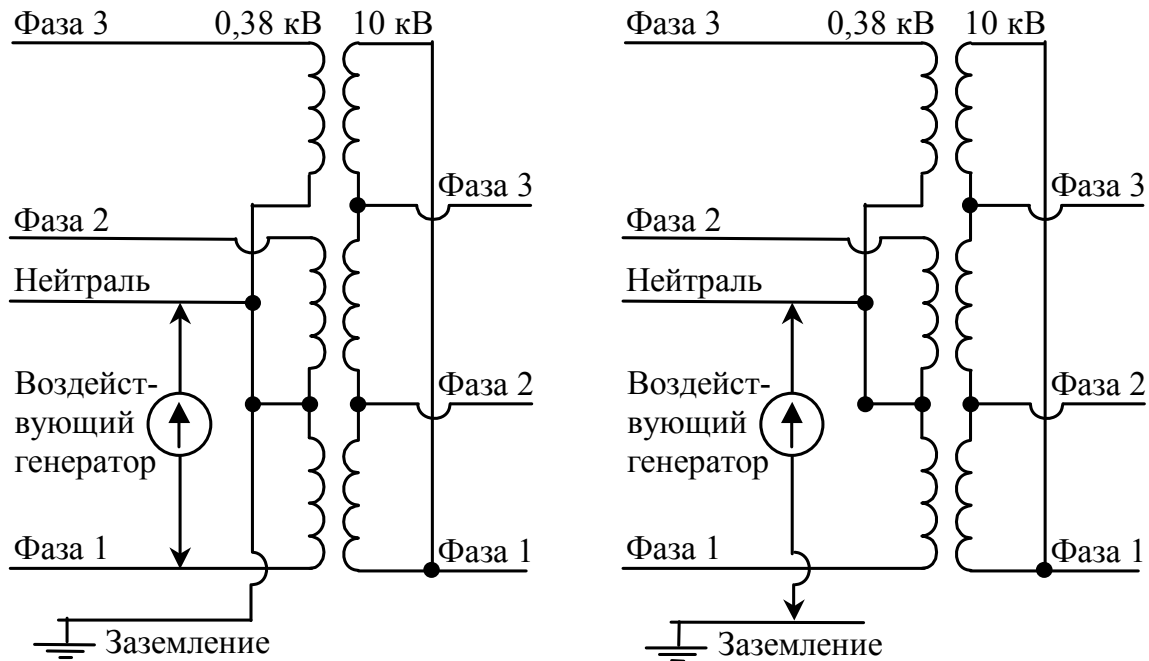 Фаза 3 0,38 кВ 10 кВ
Фаза 3
Фаза 2
Нейтраль
Воздейст-
вующий
генератор
Фаза 2
Фаза 1
Фаза 1
Заземление
Фаза 3 0,38 кВ 10 кВ
Фаза 3
Фаза 2
Нейтраль
Воздейст-
вующий
генератор
Фаза 2
Фаза 1
Фаза 1
Заземление